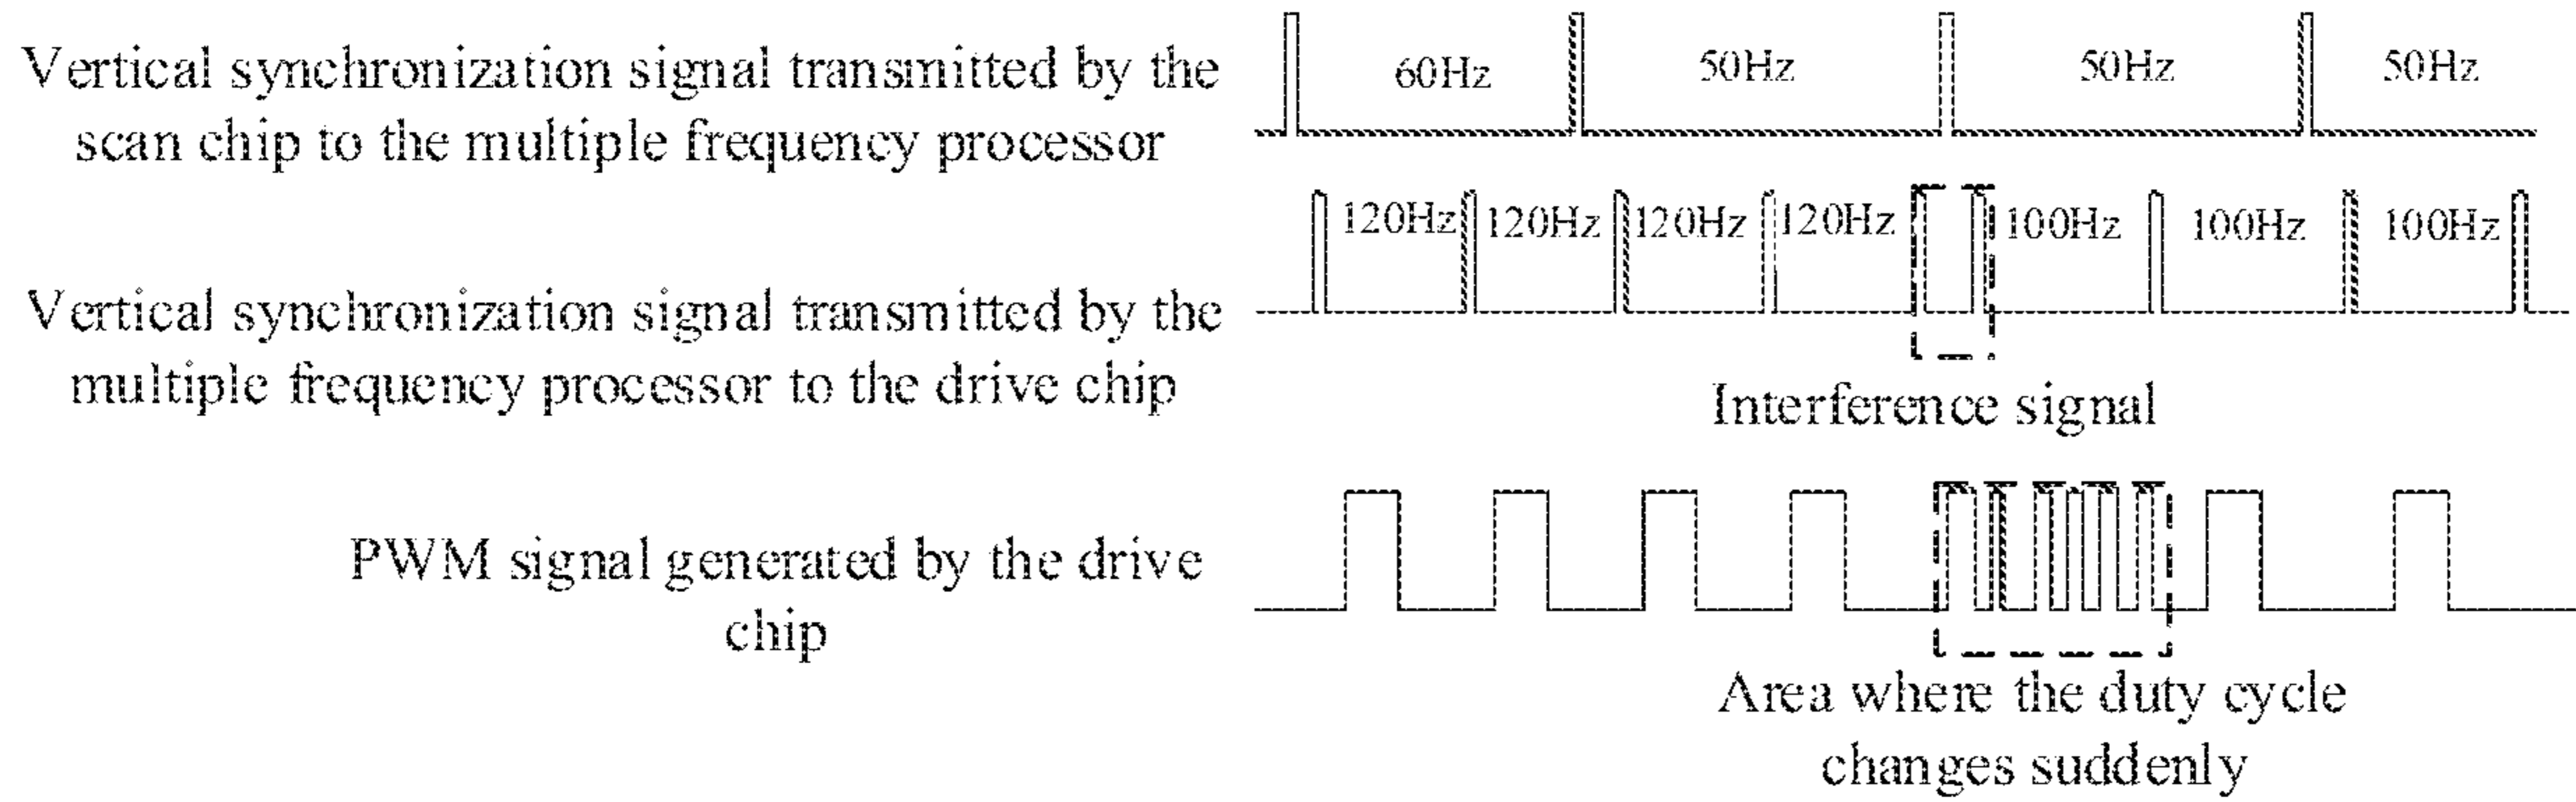 Vertical synchronization signal transmitted by the
scan chip to the multiple frequency processor
60Hz 50Hz 50Hz 50Hz
Vertical synchronization signal transmitted by the
multiple frequency processor to the drive chip
120Hz 120Hz 120Hz 120Hz 100Hz 100Hz 100Hz
Interference signal
PWM signal generated by the drive
chip
Area where the duty cycle
changes suddenly